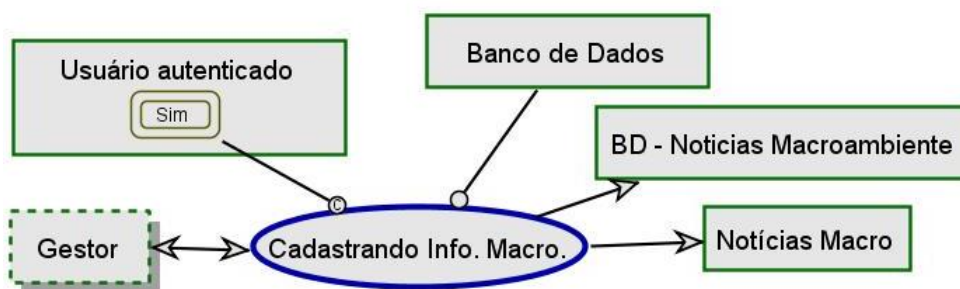 Usuário autenticado
Sim
Banco de Dados
BD - Noticias Macroambiente
C
Gestor
Cadastrando Info. Macro.
Notícias Macro